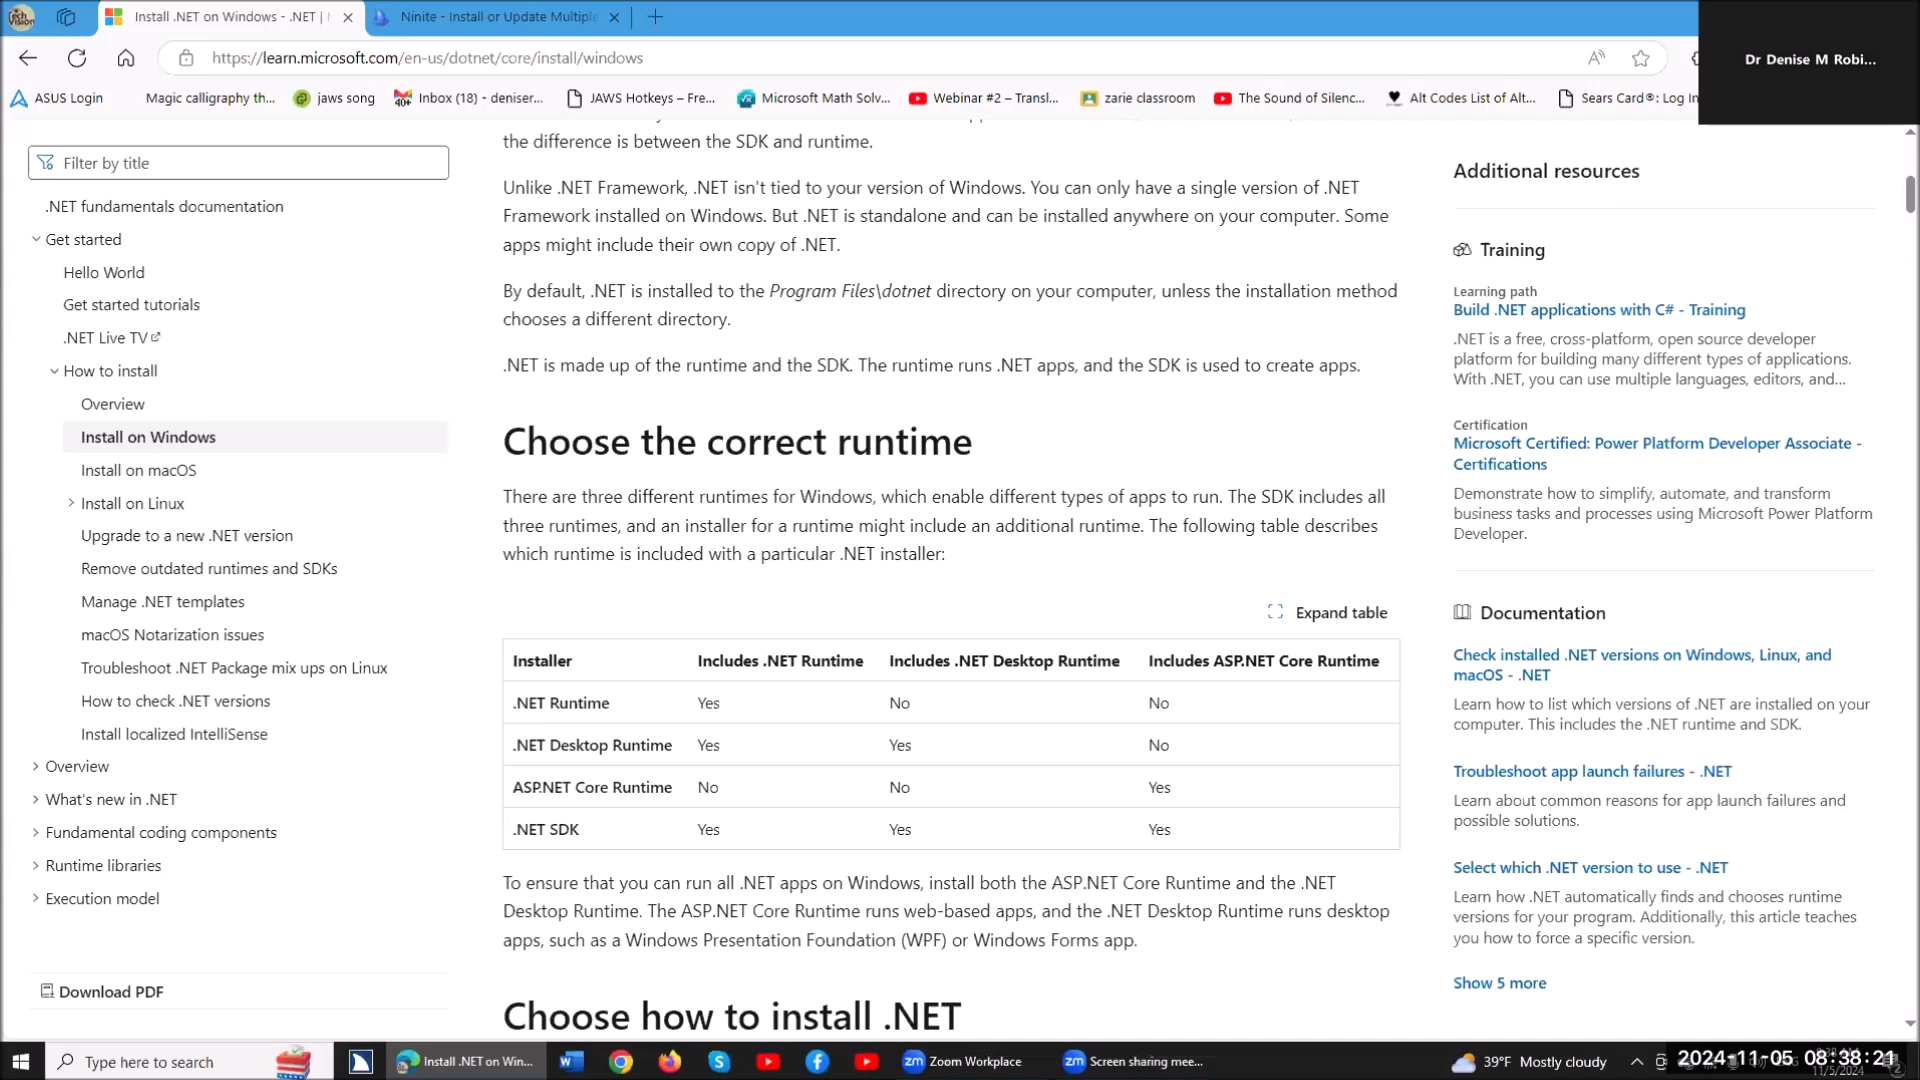 Install .NET on Windows - .NET |
Ninite - Install or Update Multiple
https://learn.microsoft.com/en-us/dotnet/core/install/windows
Dr Denise M Robi...
ASUS Login
Magic calligraphy th...
jaws song
Inbox (18) - deniser...
JAWS Hotkeys – Fre...
Microsoft Math Solv...
Webinar #2 – Transl...
zarie classroom
The Sound of Silenc...
Alt Codes List of Alt...
Sears Card®: Log In
Filter by title
.NET fundamentals documentation
Get started
Hello World
Get started tutorials
.NET Live TV
How to install
Overview
Install on Windows
Install on macOS
Install on Linux
Upgrade to a new .NET version
Remove outdated runtimes and SDKs
Manage .NET templates
macOS Notarization issues
Troubleshoot .NET Package mix ups on Linux
How to check .NET versions
Install localized IntelliSense
Overview
What's new in .NET
Fundamental coding components
Runtime libraries
Execution model
Download PDF
the difference is between the SDK and runtime.
Unlike .NET Framework, .NET isn't tied to your version of Windows. You can only have a single version of .NET
Framework installed on Windows. But .NET is standalone and can be installed anywhere on your computer. Some
apps might include their own copy of .NET.
By default, .NET is installed to the Program Files\dotnet directory on your computer, unless the installation method
chooses a different directory.
.NET is made up of the runtime and the SDK. The runtime runs .NET apps, and the SDK is used to create apps.
Choose the correct runtime
There are three different runtimes for Windows, which enable different types of apps to run. The SDK includes all
three runtimes, and an installer for a runtime might include an additional runtime. The following table describes
which runtime is included with a particular .NET installer:
Expand table
Installer Includes .NET Runtime Includes .NET Desktop Runtime Includes ASP.NET Core Runtime
.NET Runtime Yes No No
.NET Desktop Runtime Yes Yes No
ASP.NET Core Runtime No No Yes
.NET SDK Yes Yes Yes
To ensure that you can run all .NET apps on Windows, install both the ASP.NET Core Runtime and the .NET
Desktop Runtime. The ASP.NET Core Runtime runs web-based apps, and the .NET Desktop Runtime runs desktop
apps, such as a Windows Presentation Foundation (WPF) or Windows Forms app.
Choose how to install .NET
Additional resources
Training
Learning path
Build .NET applications with C# - Training
.NET is a free, cross-platform, open source developer
platform for building many different types of applications.
With .NET, you can use multiple languages, editors, and...
Certification
Microsoft Certified: Power Platform Developer Associate -
Certifications
Demonstrate how to simplify, automate, and transform
business tasks and processes using Microsoft Power Platform
Developer.
Documentation
Check installed .NET versions on Windows, Linux, and
macOS - .NET
Learn how to list which versions of .NET are installed on your
computer. This includes the .NET runtime and SDK.
Troubleshoot app launch failures - .NET
Learn about common reasons for app launch failures and
possible solutions.
Select which .NET version to use - .NET
Learn how .NET automatically finds and chooses runtime
versions for your program. Additionally, this article teaches
you how to force a specific version.
Show 5 more
Type here to search
Install .NET on Win...
zm Zoom Workplace
zm Screen sharing mee...
39°F Mostly cloudy
2024-11-05 08:38:21
11/5/2024